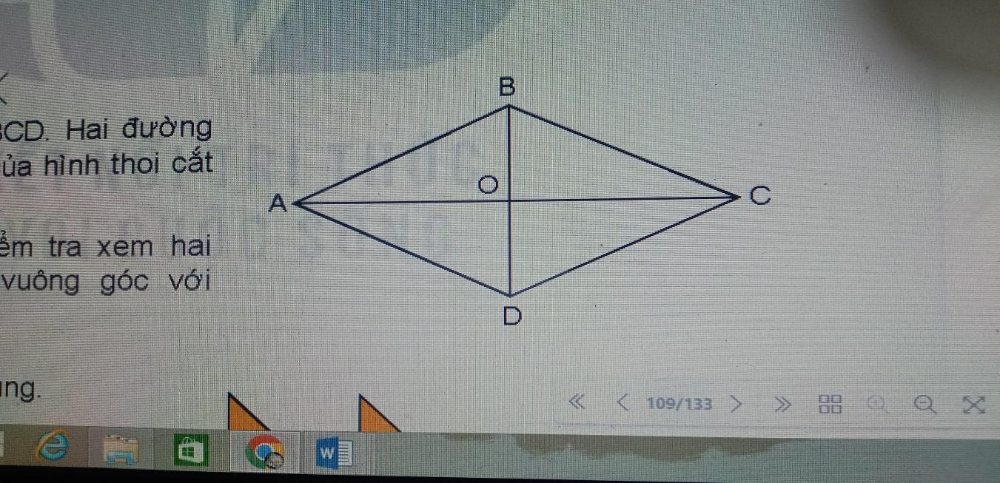 B
CD. Hai đường
ủa hình thoi cắt
O
A
C
ểm tra xem hai
vuông góc với
D
ng.
109/133
W